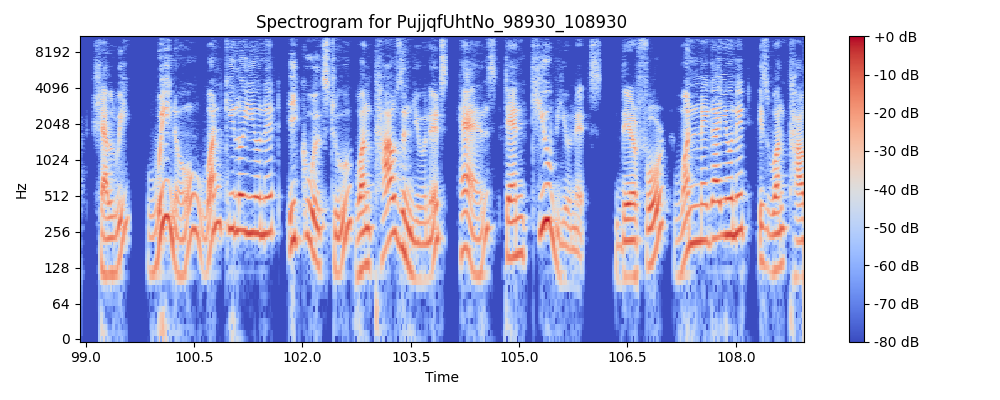 Spectrogram for PujjqfUhtNo_98930_108930
8192
4096
2048
1024
512
256
128
64
0
Hz
99.0 100.5 102.0 103.5 105.0 106.5 108.0
Time
+0 dB
-10 dB
-20 dB
-30 dB
-40 dB
-50 dB
-60 dB
-70 dB
-80 dB